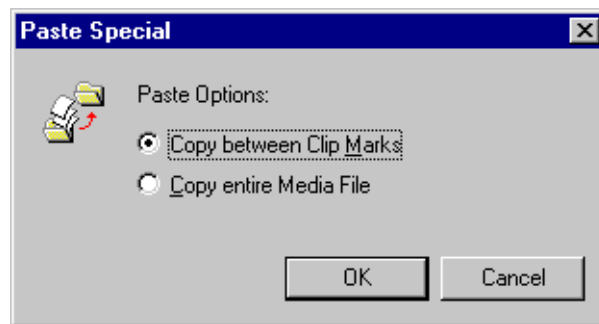 Paste Special
Paste Options:
Copy between Clip Marks
Copy entire Media File
OK Cancel